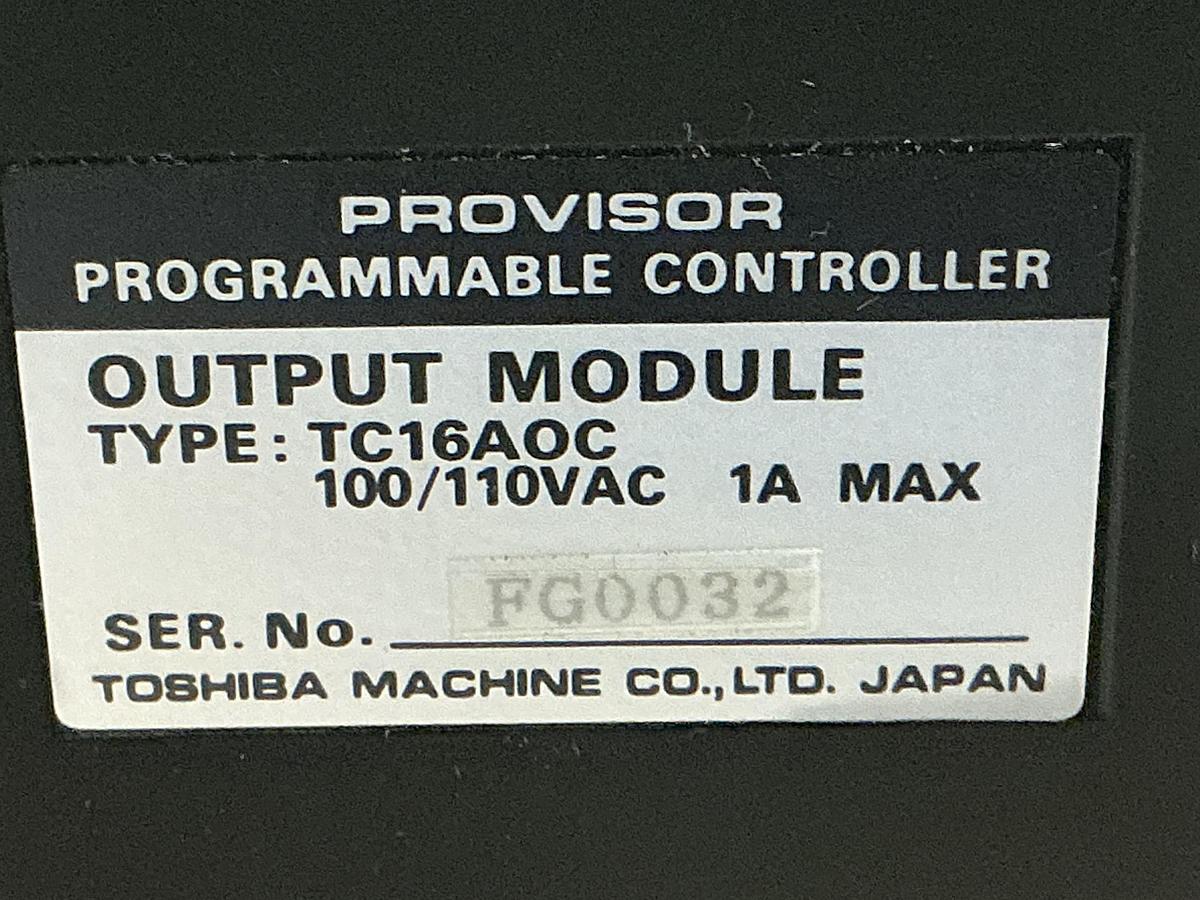 PROVISOR
PROGRAMMABLE CONTROLLER
OUTPUT MODULE
TYPE: TC16AOC
100/110VAC 1A MAX
SER. No. FG0032
TOSHIBA MACHINE CO., LTD. JAPAN